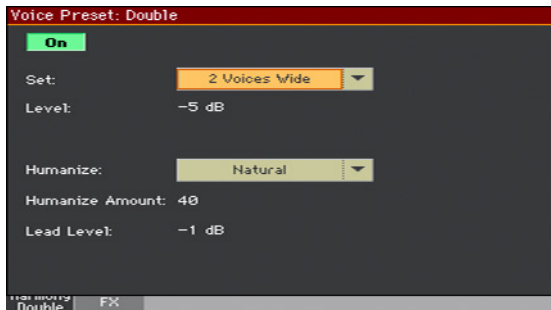 Voice Preset: Double
On
Set: 2 Voices Wide
Level: -5 dB
Humanize: Natural
Humanize Amount: 40
Lead Level: -1 dB
Harmony
Double FX